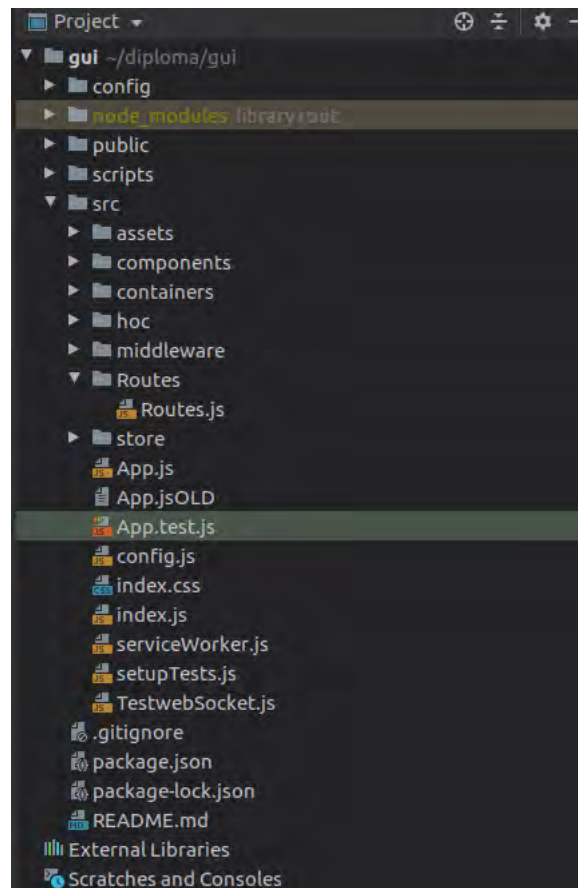 Project
gui ~/diploma/gui
config
node_modules library root
public
scripts
src
assets
components
containers
hoc
middleware
Routes
Routes.js
store
App.js
App.jsOLD
App.test.js
config.js
index.css
index.js
serviceWorker.js
setupTests.js
TestwebSocket.js
.gitignore
package.json
package-lock.json
README.md
External Libraries
Scratches and Consoles